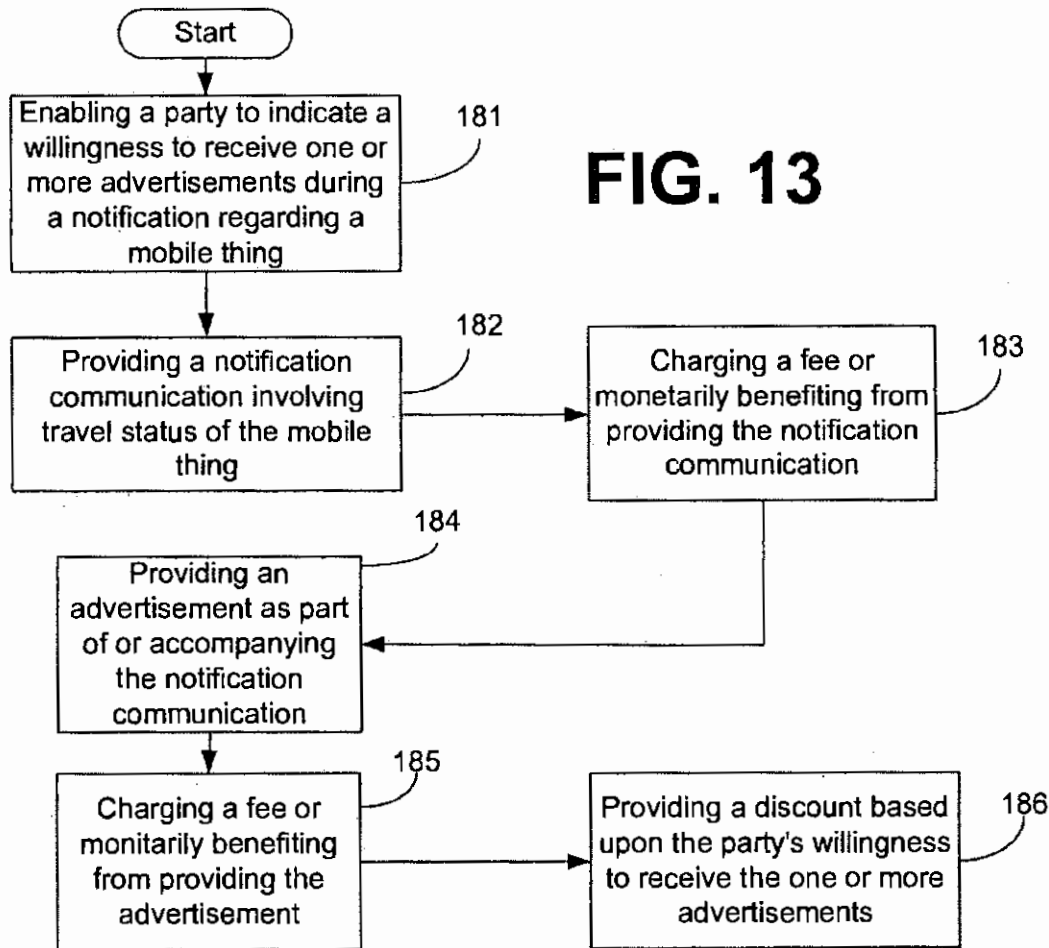 Start
Enabling a party to indicate a
willingness to receive one or
more advertisements during
a notification regarding a
mobile thing
181
FIG. 13
Providing a notification
communication involving
travel status of the mobile
thing
182
Charging a fee or
monetarily benefiting from
providing the notification
communication
183
184
Providing an
advertisement as part
of or accompanying
the notification
communication
185
Charging a fee or
monitarily benefiting
from providing the
advertisement
Providing a discount based
upon the party's willingness
to receive the one or more
advertisements
186